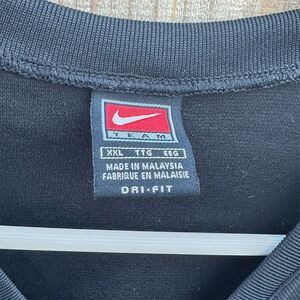 TEAM
XXL TTG EEG
MADE IN MALAYSIA
FABRIQUE EN MALAISIE
DRI•FIT